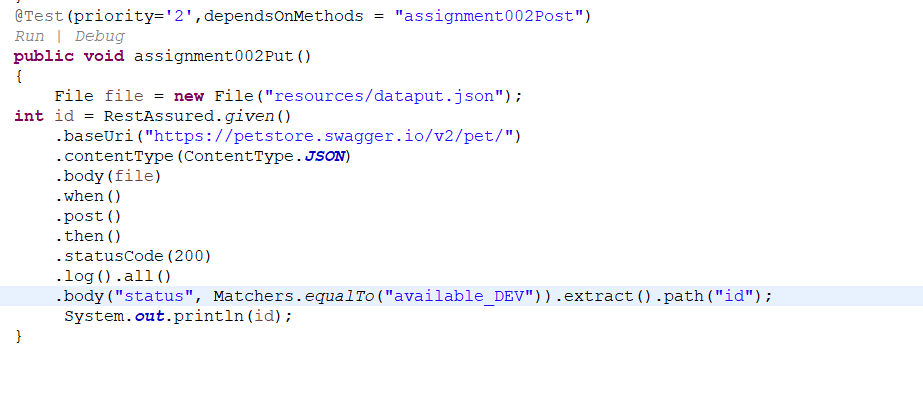 @Test(priority='2',dependsOnMethods = "assignment002Post")
Run | Debug
public void assignment002Put()
{
File file = new File("resources/dataput.json");
int id = RestAssured.given()
.baseUri("https://petstore.swagger.io/v2/pet/")
.contentType(ContentType.JSON)
.body(file)
.when()
.post()
.then()
.statusCode(200)
.log().all()
.body("status", Matchers.equalTo("available_DEV")).extract().path("id");
System.out.println(id);
}